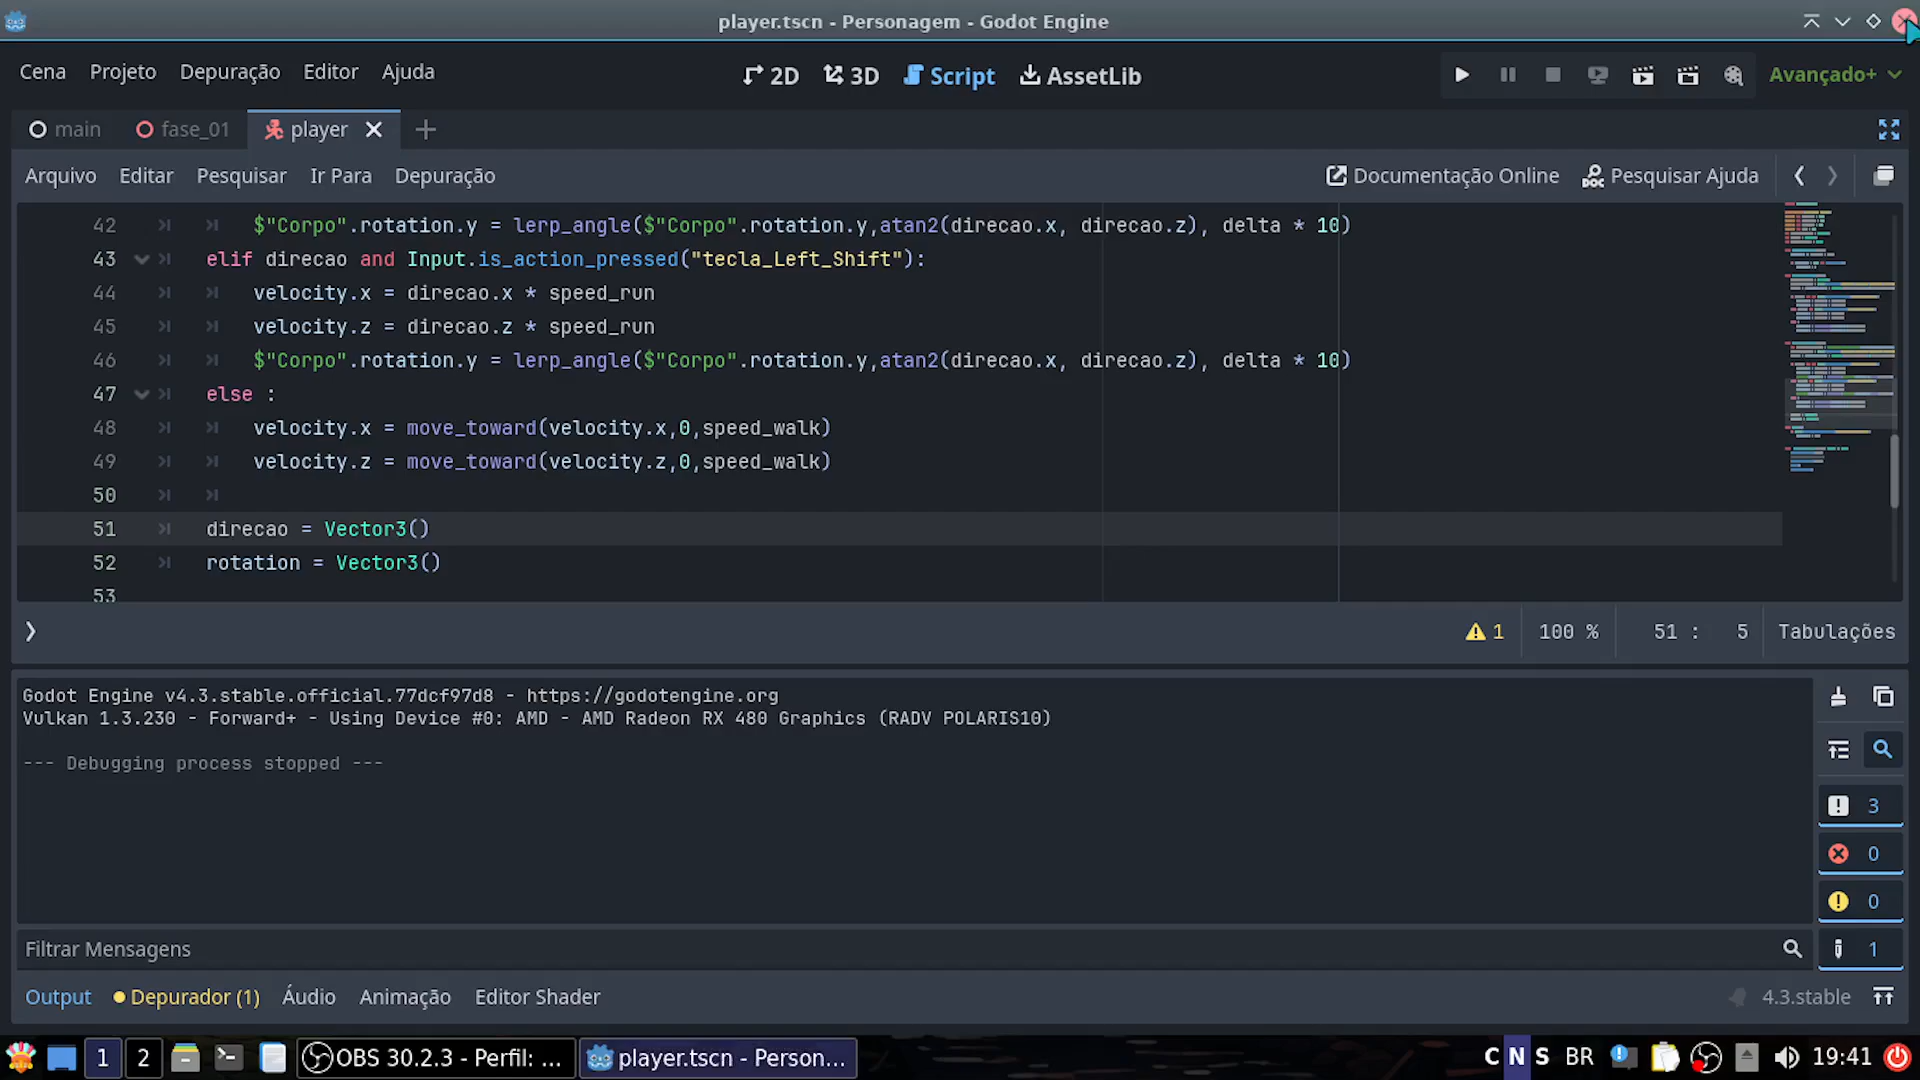 player.tscn - Personagem - Godot Engine
Cena Projeto Depuração Editor Ajuda
2D 3D Script AssetLib
Avançado+
main fase_01 player
Arquivo Editar Pesquisar Ir Para Depuração
Documentação Online Pesquisar Ajuda
42 $"Corpo".rotation.y = lerp_angle($"Corpo".rotation.y,atan2(direcao.x, direcao.z), delta * 10)
43 elif direcao and Input.is_action_pressed("tecla_Left_Shift"):
44 velocity.x = direcao.x * speed_run
45 velocity.z = direcao.z * speed_run
46 $"Corpo".rotation.y = lerp_angle($"Corpo".rotation.y,atan2(direcao.x, direcao.z), delta * 10)
47 else :
48 velocity.x = move_toward(velocity.x,0,speed_walk)
49 velocity.z = move_toward(velocity.z,0,speed_walk)
50
51 direcao = Vector3()
52 rotation = Vector3()
53
1 100 % 51 : 5 Tabulações
Godot Engine v4.3.stable.official.77dcf97d8 - https://godotengine.org
Vulkan 1.3.230 - Forward+ - Using Device #0: AMD - AMD Radeon RX 480 Graphics (RADV POLARIS10)
--- Debugging process stopped ---
3
0
0
1
Filtrar Mensagens
Output Depurador (1) Áudio Animação Editor Shader
4.3.stable
1 2 OBS 30.2.3 - Perfil: ... player.tscn - Person...
C N S BR 19:41